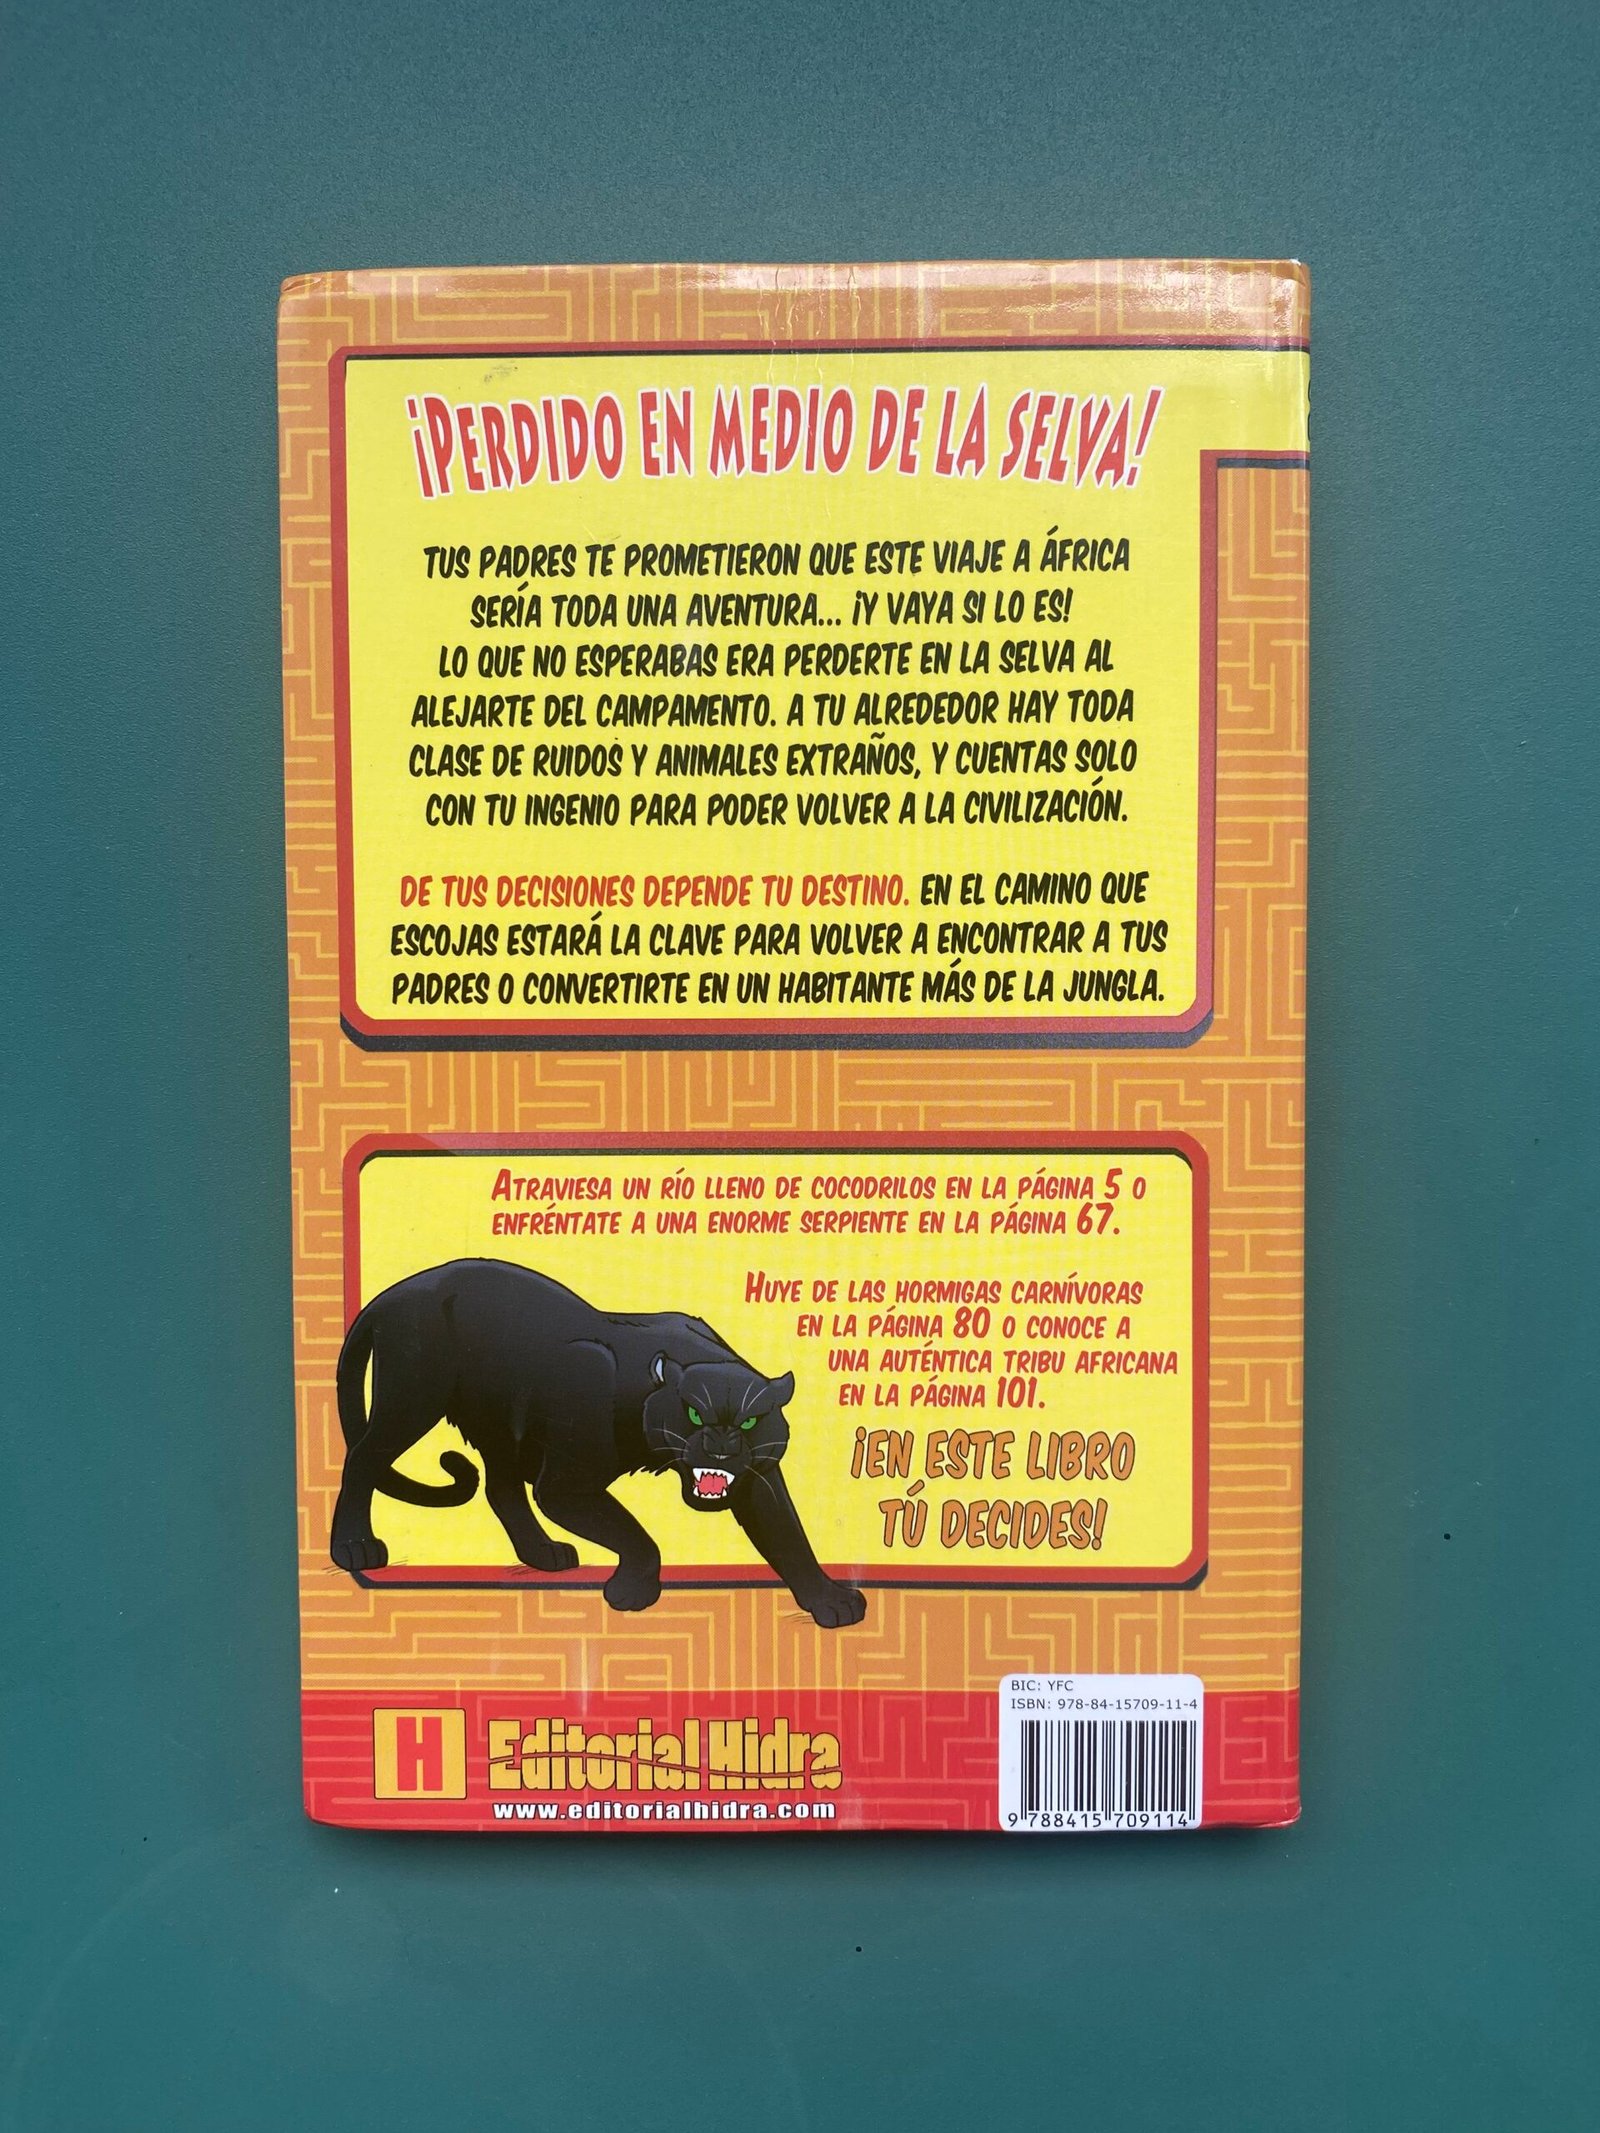 ¡PERDIDO EN MEDIO DE LA SELVA!
TUS PADRES TE PROMETIERON QUE ESTE VIAJE A ÁFRICA
SERÍA TODA UNA AVENTURA... ¡Y VAYA SI LO ES!
LO QUE NO ESPERABAS ERA PERDERTE EN LA SELVA AL
ALEJARTE DEL CAMPAMENTO. A TU ALREDEDOR HAY TODA
CLASE DE RUIDOS Y ANIMALES EXTRAÑOS, Y CUENTAS SOLO
CON TU INGENIO PARA PODER VOLVER A LA CIVILIZACIÓN.
DE TUS DECISIONES DEPENDE TU DESTINO. EN EL CAMINO QUE
ESCOJAS ESTARÁ LA CLAVE PARA VOLVER A ENCONTRAR A TUS
PADRES O CONVERTIRTE EN UN HABITANTE MÁS DE LA JUNGLA.
ATRAVIESA UN RÍO LLENO DE COCODRILOS EN LA PÁGINA 5 O
ENFRÉNTATE A UNA ENORME SERPIENTE EN LA PÁGINA 67.
HUYE DE LAS HORMIGAS CARNÍVORAS
EN LA PÁGINA 80 O CONOCE A
UNA AUTÉNTICA TRIBU AFRICANA
EN LA PÁGINA 101.
¡EN ESTE LIBRO
TÚ DECIDES!
BIC: YFC
ISBN: 978-84-15709-11-4
H Editorial Hidra
www.editorialhidra.com
9 788415 709114